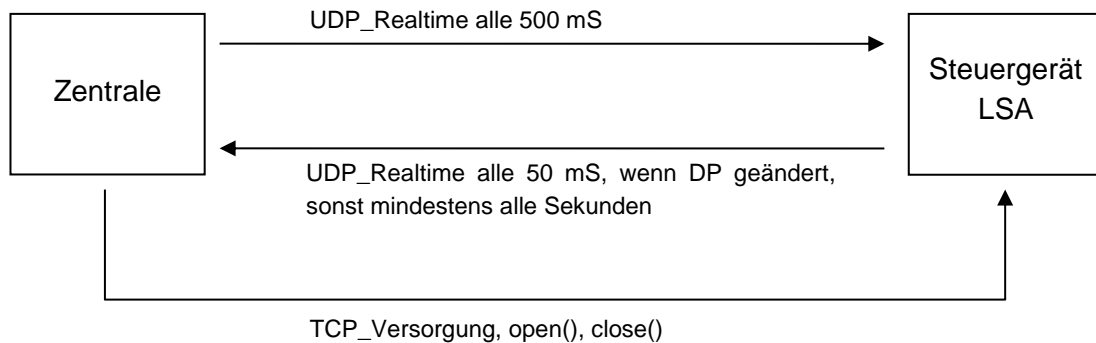 UDP_Realtime alle 500 mS
Zentrale
Steuergerät
LSA
UDP_Realtime alle 50 mS, wenn DP geändert,
sonst mindestens alle Sekunden
TCP_Versorgung, open(), close()